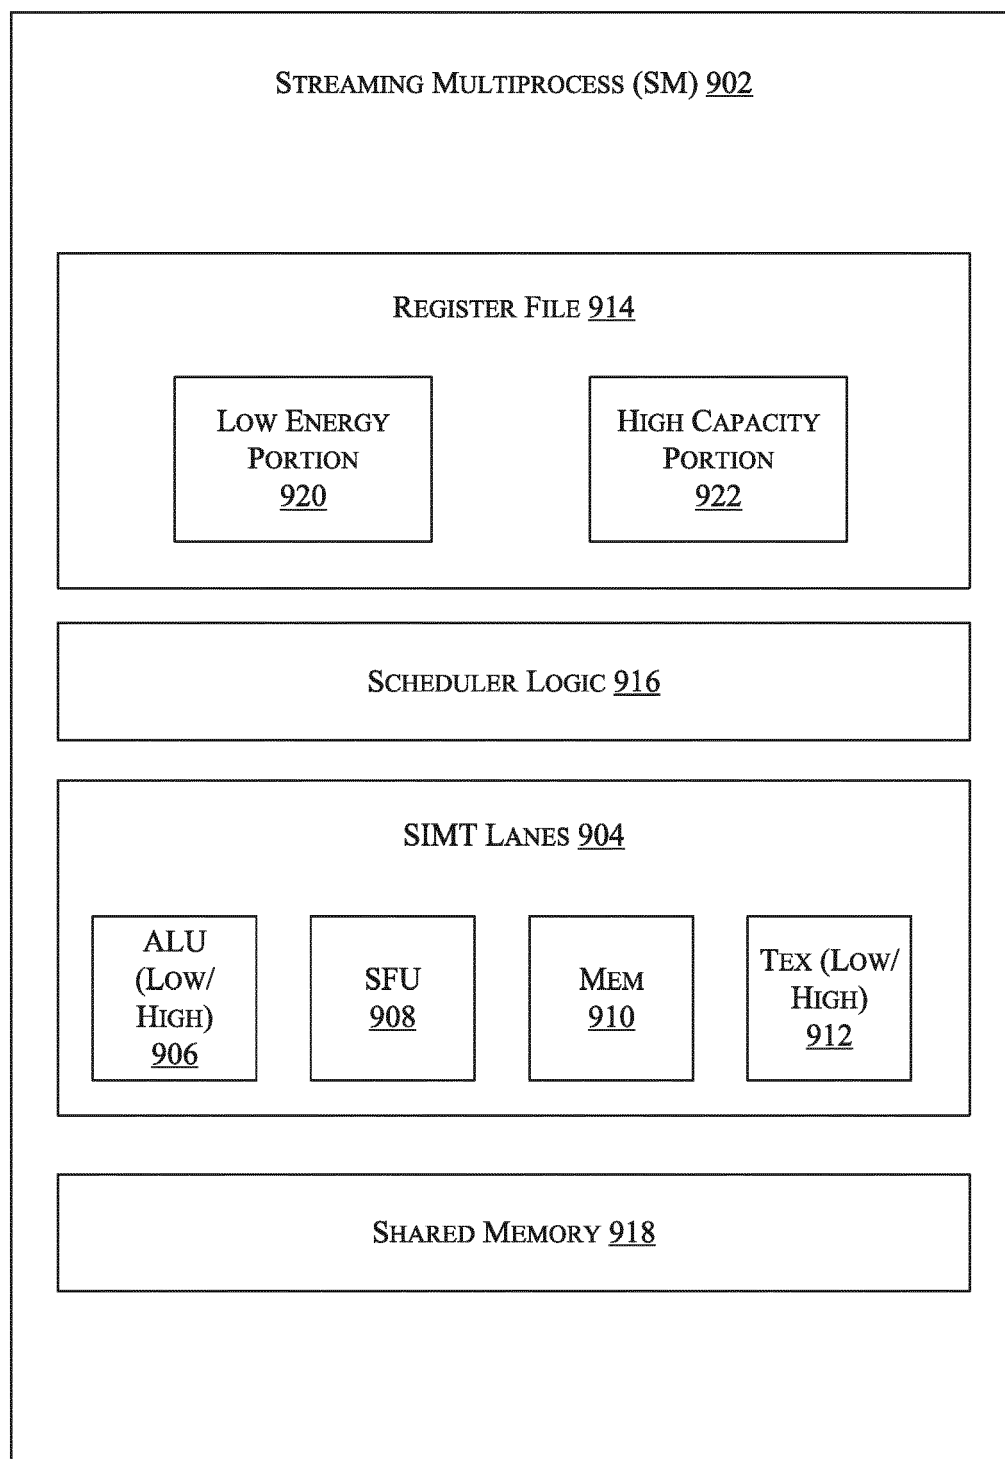 STREAMING MULTIPROCESS (SM) 902
REGISTER FILE 914
LOW ENERGY
PORTION
920
HIGH CAPACITY
PORTION
922
SCHEDULER LOGIC 916
SIMT LANES 904
ALU
(LOW/
HIGH)
906
SFU
908
MEM
910
TEX (LOW/
HIGH)
912
SHARED MEMORY 918